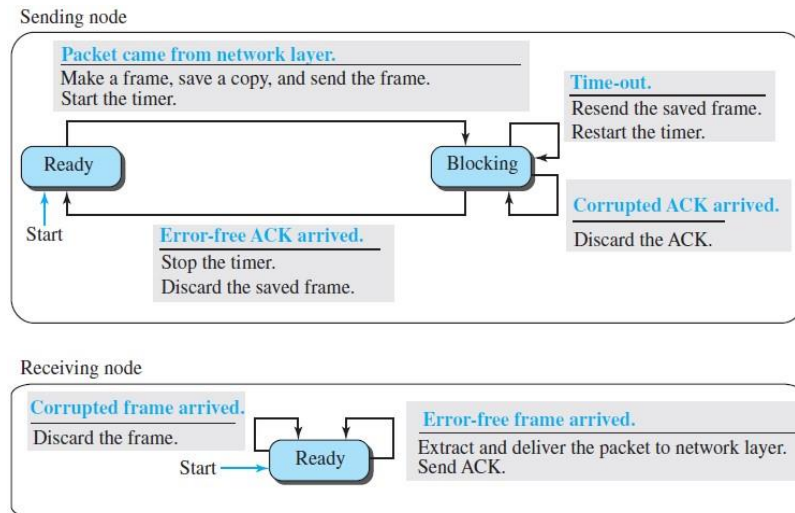 Sending node
Packet came from network layer.
Make a frame, save a copy, and send the frame.
Start the timer.
Time-out.
Resend the saved frame.
Restart the timer.
Ready
Blocking
Start
Error-free ACK arrived.
Stop the timer.
Discard the saved frame.
Corrupted ACK arrived.
Discard the ACK.
Receiving node
Corrupted frame arrived.
Discard the frame.
Start
Ready
Error-free frame arrived.
Extract and deliver the packet to network layer.
Send ACK.